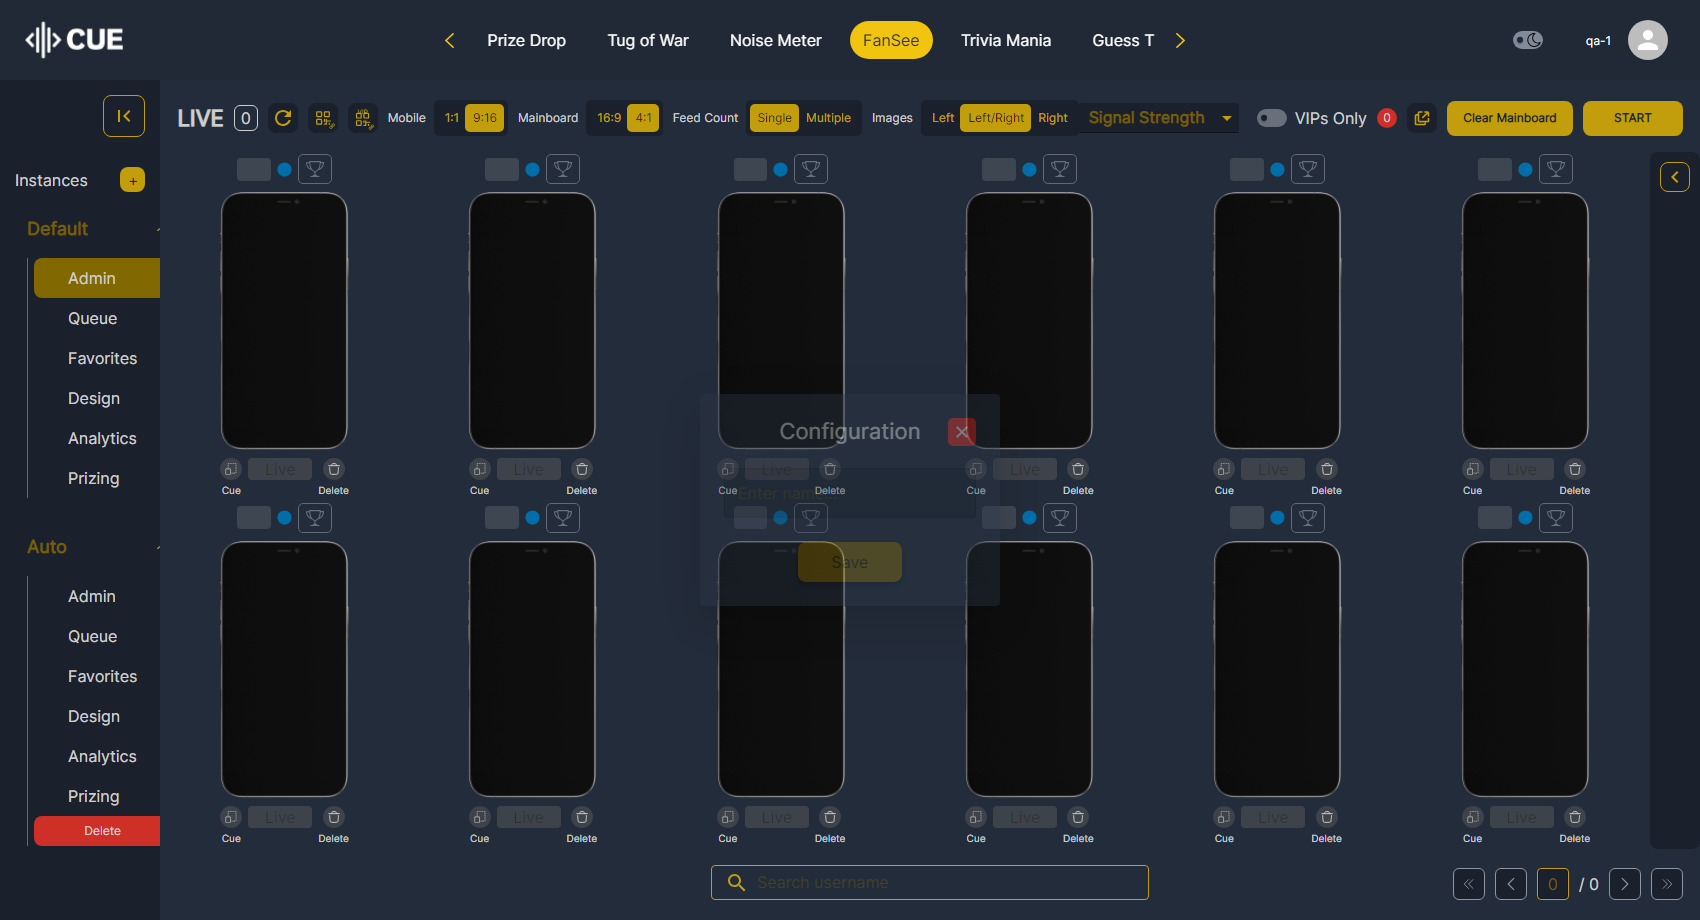 CUE
Prize Drop
Tug of War
Noise Meter
FanSee
Trivia Mania
Guess T
qa-1
LIVE 0
Mobile 1:1 9:16
Mainboard 16:9 4:1
Feed Count Single Multiple
Images Left Left/Right Right
Signal Strength
VIPs Only 0
Clear Mainboard
START
Instances +
Default
Admin
Queue
Favorites
Design
Analytics
Prizing
Auto
Admin
Queue
Favorites
Design
Analytics
Prizing
Delete
Live Live Live Live Live Live
Cue Delete Cue Delete Cue Delete Cue Delete Cue Delete Cue Delete
Configuration
Enter name
Save
Live Live Live Live Live Live
Cue Delete Cue Delete Cue Delete Cue Delete Cue Delete Cue Delete
Search username
0 / 0